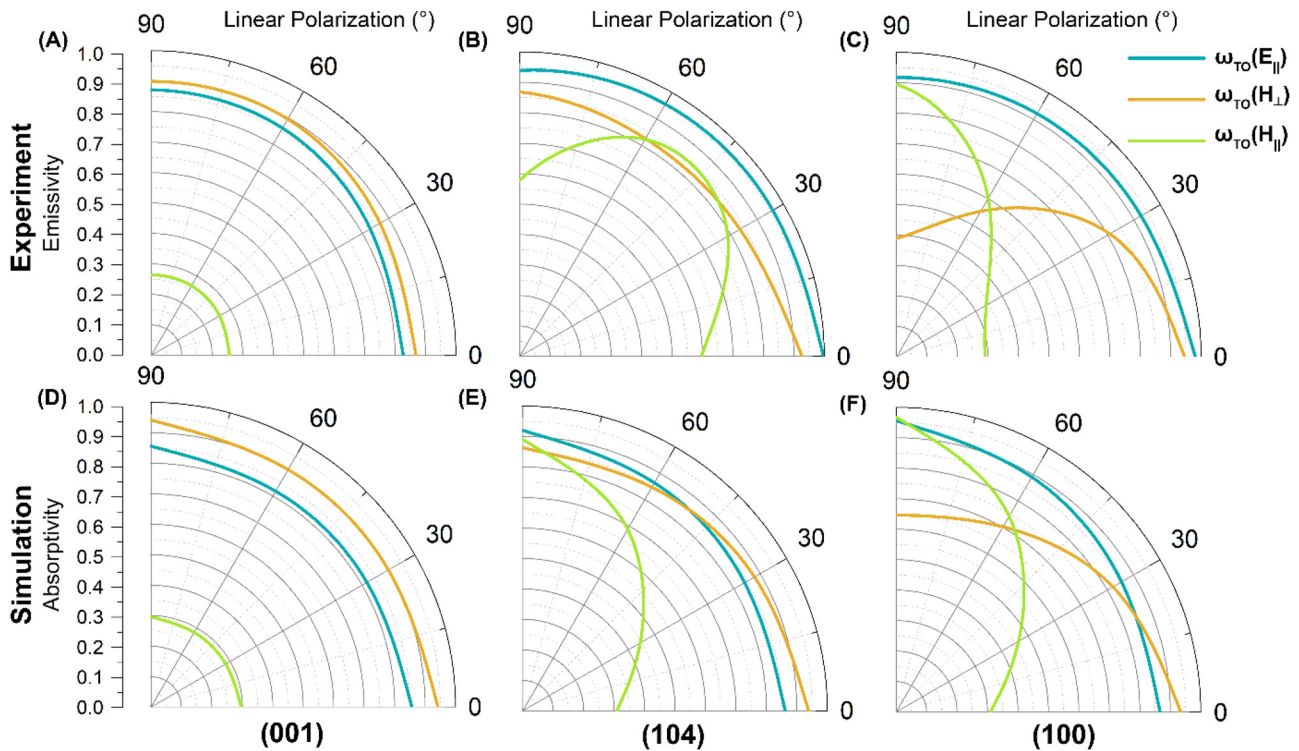 90 Linear Polarization (°) 90 Linear Polarization (°) 90 Linear Polarization (°)
(A) (B) (C)
60 60 60
30 30 30
0 0 0
1.0
0.9
0.8
0.7
0.6
0.5
0.4
0.3
0.2
0.1
0.0
Experiment
Emissivity
ωTO(E||)
ωTO(H⊥)
ωTO(H||)
90 90 90
(D) (E) (F)
60 60 60
30 30 30
0 0 0
1.0
0.9
0.8
0.7
0.6
0.5
0.4
0.3
0.2
0.1
0.0
Simulation
Absorptivity
(001) (104) (100)